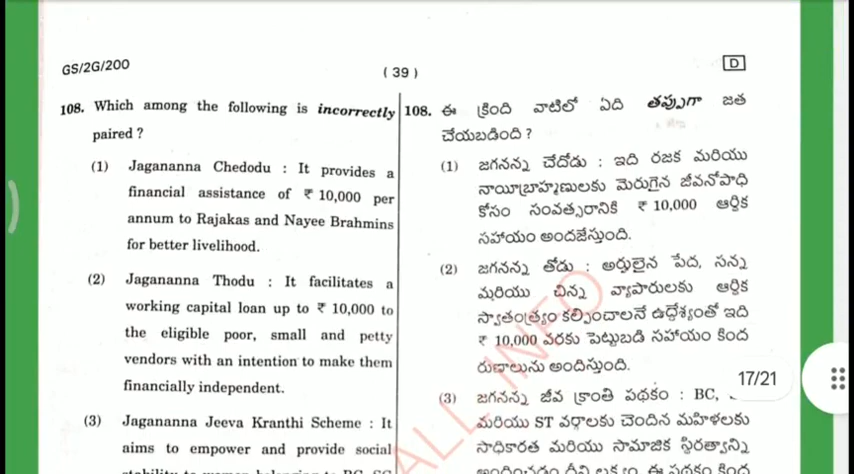 GS/2G/200
( 39 )
D
108. Which among the following is incorrectly
paired ?
(1) Jagananna Chedodu : It provides a
financial assistance of ₹ 10,000 per
annum to Rajakas and Nayee Brahmins
for better livelihood.
(2) Jagananna Thodu : It facilitates a
working capital loan up to ₹ 10,000 to
the eligible poor, small and petty
vendors with an intention to make them
financially independent.
(3) Jagananna Jeeva Kranthi Scheme : It
aims to empower and provide social
108. ఈ క్రింది వాటిలో ఏది తప్పుగా జత
చేయబడింది ?
(1) జగనన్న చేదోడు : ఇది రజక మరియు
నాయీబ్రాహ్మణులకు మెరుగైన జీవనోపాధి
కోసం సంవత్సరానికి ₹ 10,000 ఆర్థిక
సహాయం అందజేస్తుంది.
(2) జగనన్న తోడు : అర్హులైన పేద, సన్న
మరియు చిన్న వ్యాపారులకు ఆర్థిక
స్వాతంత్ర్యం కల్పించాలనే ఉద్దేశ్యంతో ఇది
₹ 10,000 వరకు పెట్టుబడి సహాయం కింద
రుణాలును అందిస్తుంది.
(3) జగనన్న జీవ క్రాంతి పథకం : BC,
మరియు ST వర్గాలకు చెందిన మహిళలకు
సాధికారత మరియు సామాజిక స్థిరత్వాన్ని
17/21
ALL INFO